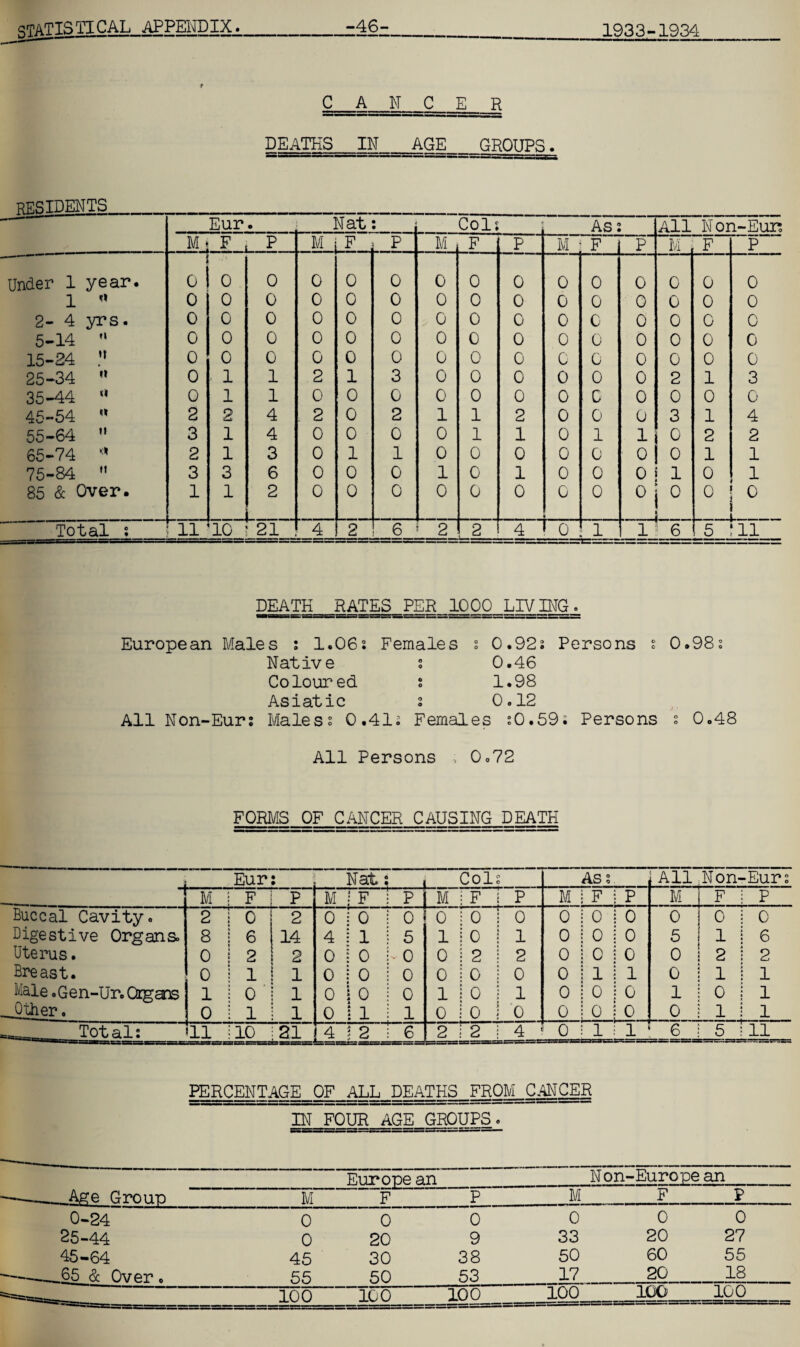 STATISTICAL APPENDIX. -46- 1933-1934
CANCER
DEATHS IN AGE GROUPS.
RESIDENTS
Eur. Nat: Col: As: All Non-Eur:
M F P M F P M F P M F P M F P
Under 1 year. 0 0 0 0 0 0 0 0 0 0 0 0 0 0 0
1 " 0 0 0 0 0 0 0 0 0 0 0 0 0 0 0
2- 4 yrs. 0 0 0 0 0 0 0 0 0 0 0 0 0 0 0
5-14 " 0 0 0 0 0 0 0 0 0 0 0 0 0 0 0
15-24 " 0 0 0 0 0 0 0 0 0 0 0 0 0 0 0
25-34 " 0 1 1 2 1 3 0 0 0 0 0 0 2 1 3
35-44 " 0 1 1 0 0 0 0 0 0 0 0 0 0 0 0
45-54 " 2 2 4 2 0 2 1 1 2 0 0 0 3 1 4
55-64 " 3 1 4 0 0 0 0 1 1 0 1 1 0 2 2
65-74 " 2 1 3 0 1 1 0 0 0 0 0 0 0 1 1
75-84 " 3 3 6 0 0 0 1 0 1 0 0 0 1 0 1
85 & Over. 1 1 2 0 0 0 0 0 0 0 0 0 0 0 0
Total : 11 10 21 4 2 6 2 2 4 0 1 1 6 5 11
DEATH RATES PER 1000 LIVING.
European Males : 1.06: Females : 0.92: Persons : 0.98:
Native : 0.46
Coloured : 1.98
Asiatic : 0.12
All Non-Eur: Males: 0.41: Females :0.59. Persons : 0.48
All Persons . 0.72
FORMS OF CANCER CAUSING DEATH
Eur: Nat: Col: As: All Non-Eur:
M F P M F P M F P M F P M F P
Buccal Cavity. 2 0 2 0 0 0 0 0 0 0 0 0 0 0 0
Digestive Organs. 8 6 14 4 1 5 1 0 1 0 0 0 5 1 6
Uterus. 0 2 2 0 0 0 0 2 2 0 0 0 0 2 2
Breast. 0 1 1 0 0 0 0 0 0 0 1 1 0 1 1
Male.Gen-Ur.Organs 1 0 1 0 0 0 1 0 1 0 0 0 1 0 1
Other. 0 1 1 0 1 1 0 0 0 0 0 0 0 1 1
Total: 11 10 21 4 2 6 2 2 4 0 1 1 6 5 11
PERCENTAGE OF ALL DEATHS FROM CANCER
IN FOUR AGE GROUPS.
European Non-European
Age Group M F P M F P
0-24 0 0 0 0 0 0
25-44 0 20 9 33 20 27
45-64 45 30 38 50 60 55
65 & Over. 55 50 53 17 20 18
100 100 100 100 100 100